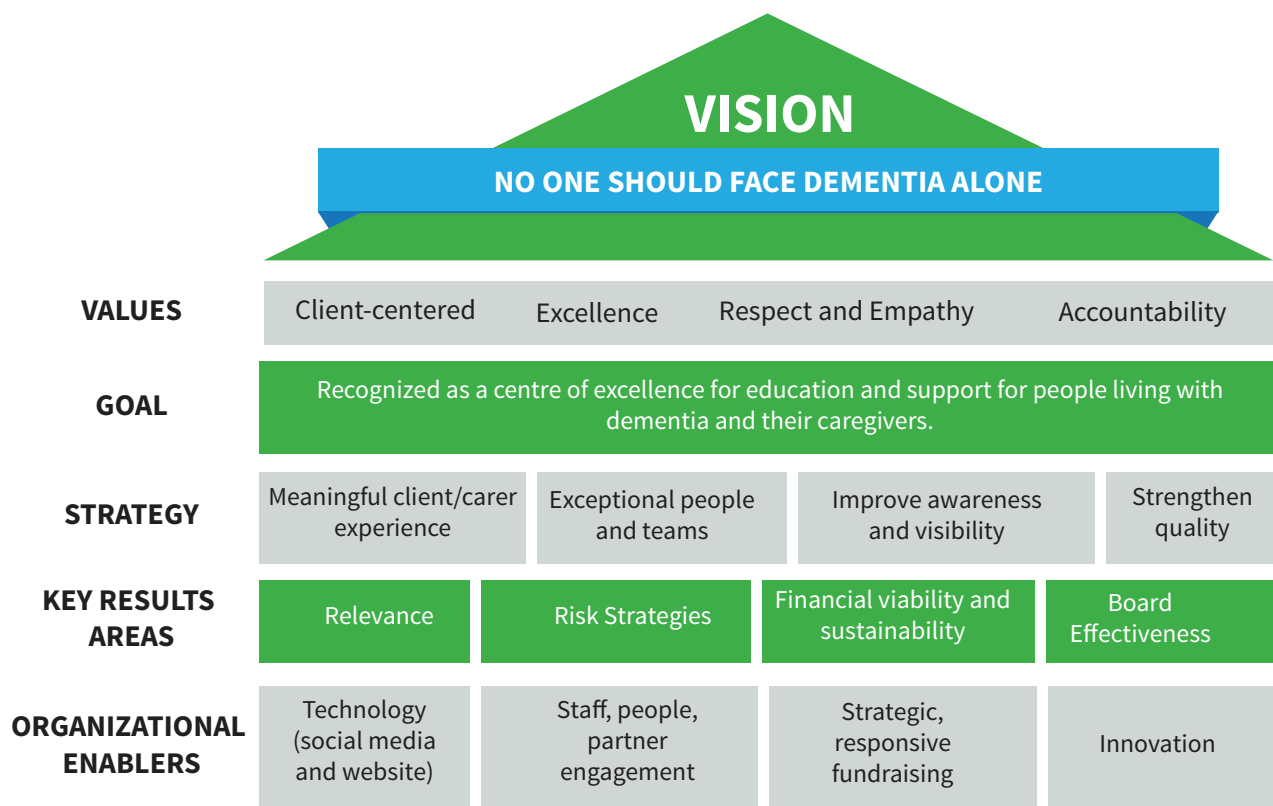 VISION
NO ONE SHOULD FACE DEMENTIA ALONE
VALUES
Client-centered
Excellence
Respect and Empathy
Accountability
GOAL
Recognized as a centre of excellence for education and support for people living with
dementia and their caregivers.
STRATEGY
Meaningful client/carer
experience
Exceptional people
and teams
Improve awareness
and visibility
Strengthen
quality
KEY RESULTS
AREAS
Relevance
Risk Strategies
Financial viability and
sustainability
Board
Effectiveness
ORGANIZATIONAL
ENABLERS
Technology
(social media
and website)
Staff, people,
partner
engagement
Strategic,
responsive
fundraising
Innovation